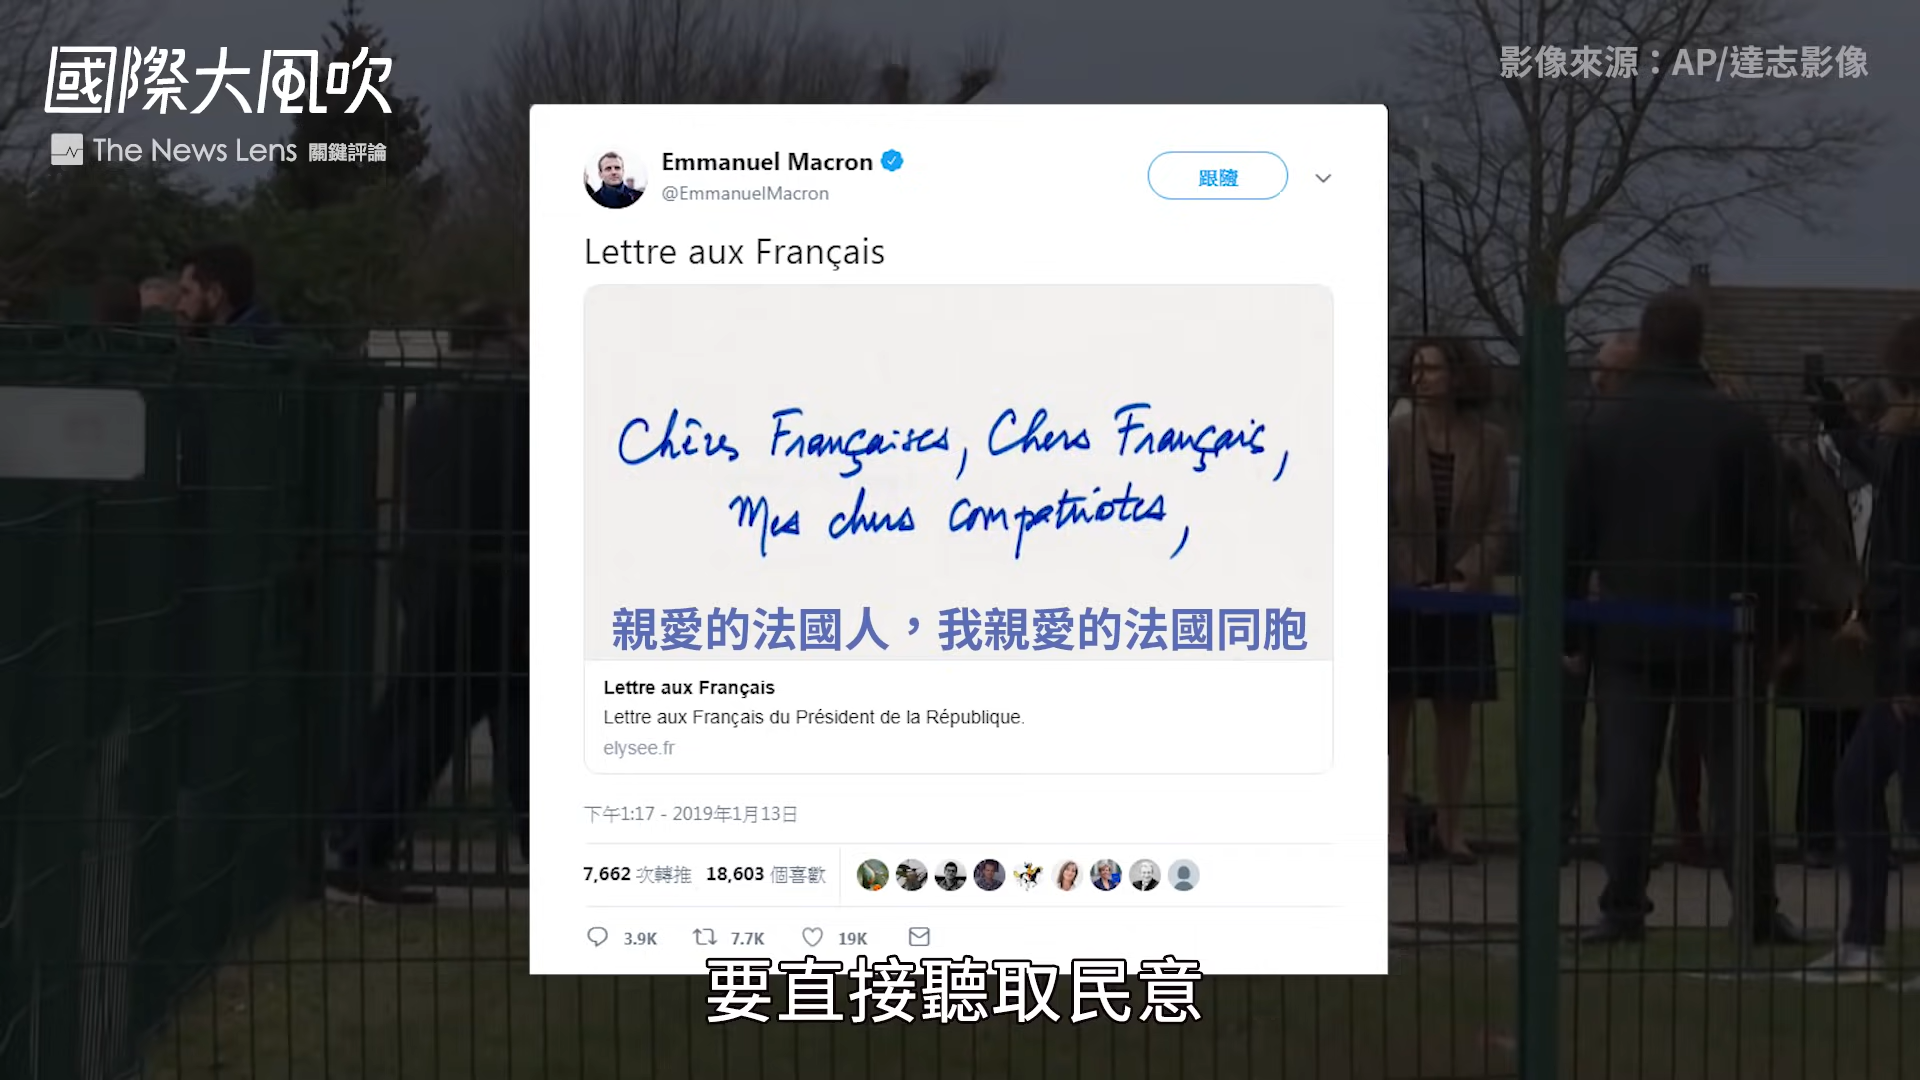 國際大風吹
The News Lens 關鍵評論
影像來源：AP/達志影像
Emmanuel Macron
@EmmanuelMacron
跟隨
Lettre aux Français
Chères Françaises, Chers Français,
Mes chers compatriotes,
親愛的法國人，我親愛的法國同胞
Lettre aux Français
Lettre aux Français du Président de la République.
elysee.fr
下午1:17 - 2019年1月13日
7,662 次轉推 18,603 個喜歡
3.9K 7.7K 19K
要直接聽取民意